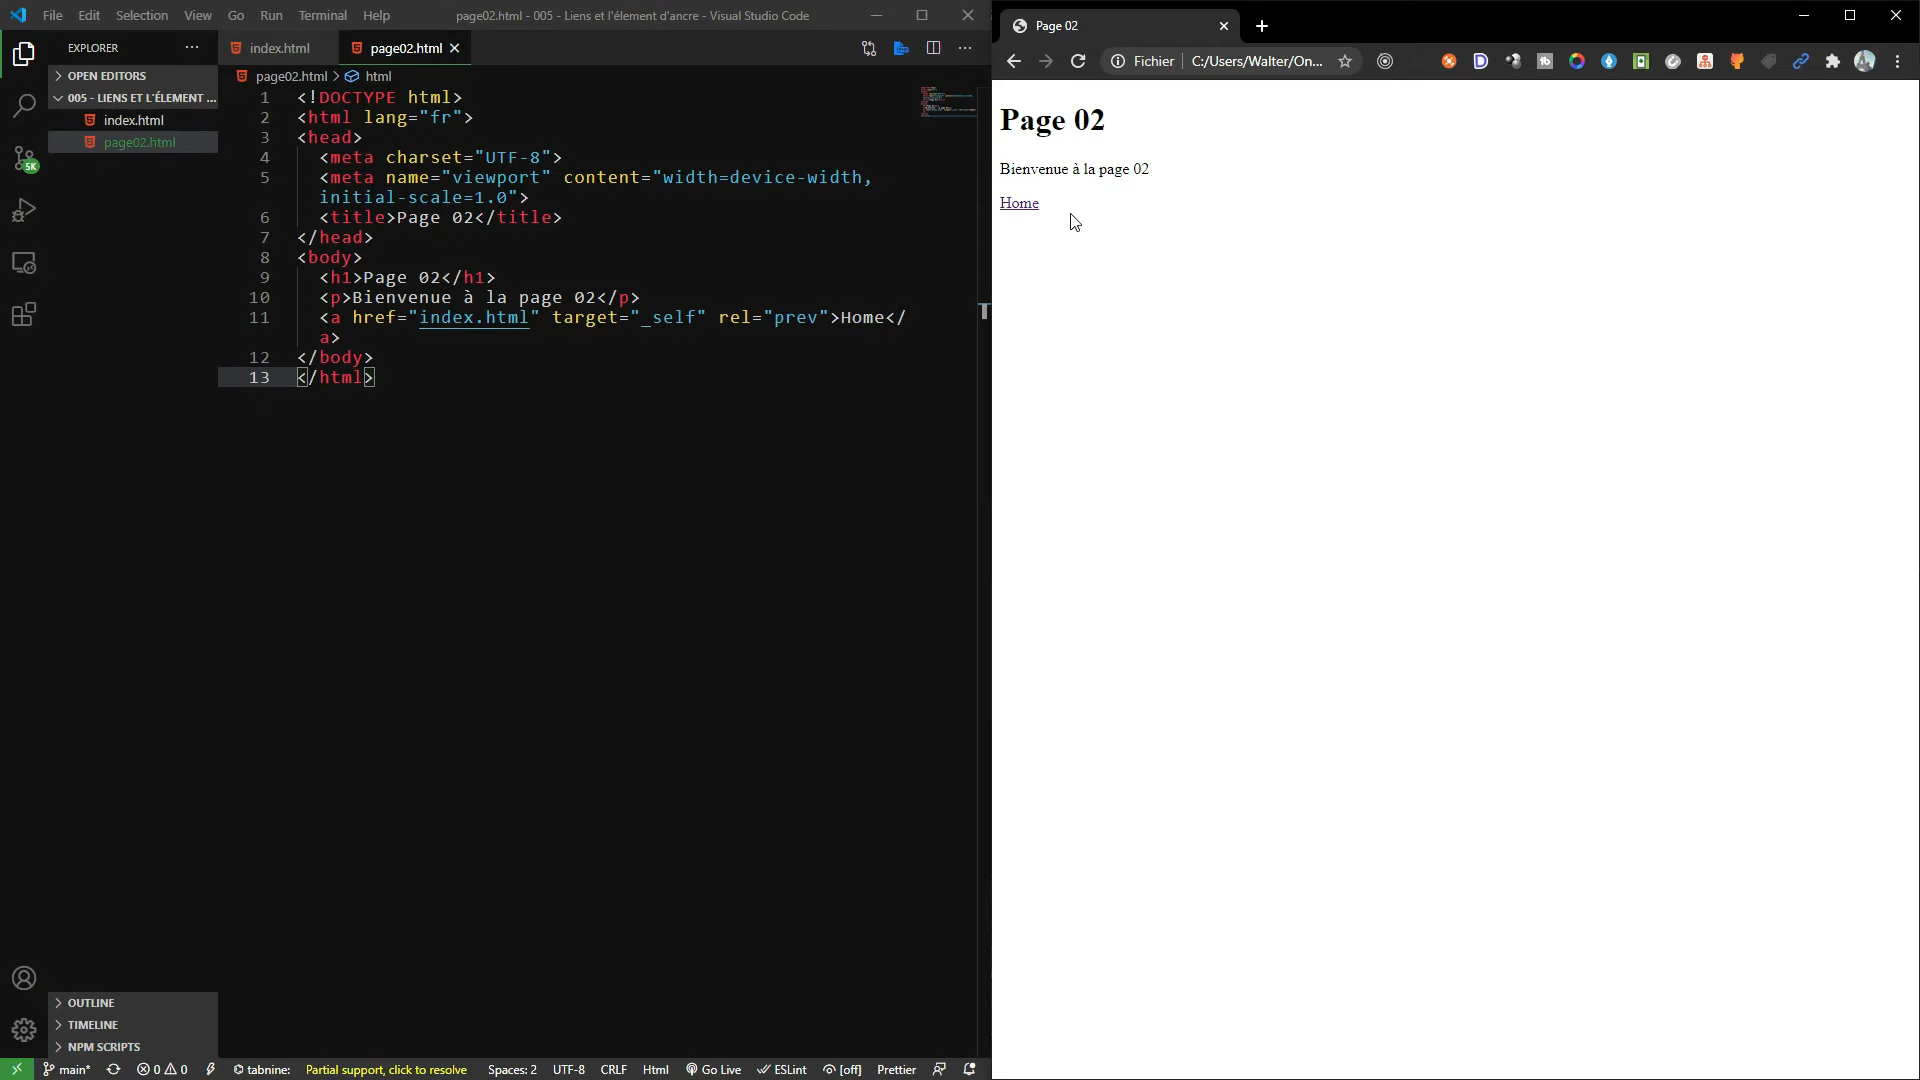 File Edit Selection View Go Run Terminal Help
page02.html - 005 - Liens et l'élement d'ancre - Visual Studio Code
EXPLORER
OPEN EDITORS
005 - LIENS ET L'ÉLEMENT ...
index.html
page02.html
5K
index.html
page02.html
page02.html > html
1 <!DOCTYPE html>
2 <html lang="fr">
3 <head>
4 <meta charset="UTF-8">
5 <meta name="viewport" content="width=device-width,
initial-scale=1.0">
6 <title>Page 02</title>
7 </head>
8 <body>
9 <h1>Page 02</h1>
10 <p>Bienvenue à la page 02</p>
11 <a href="index.html" target="_self" rel="prev">Home</
a>
12 </body>
13 </html>
OUTLINE
TIMELINE
NPM SCRIPTS
main* 0 0 tabnine: Partial support, click to resolve Spaces: 2 UTF-8 CRLF Html Go Live ESLint [off] Prettier
Page 02
Fichier C:/Users/Walter/On...
Page 02
Bienvenue à la page 02
Home